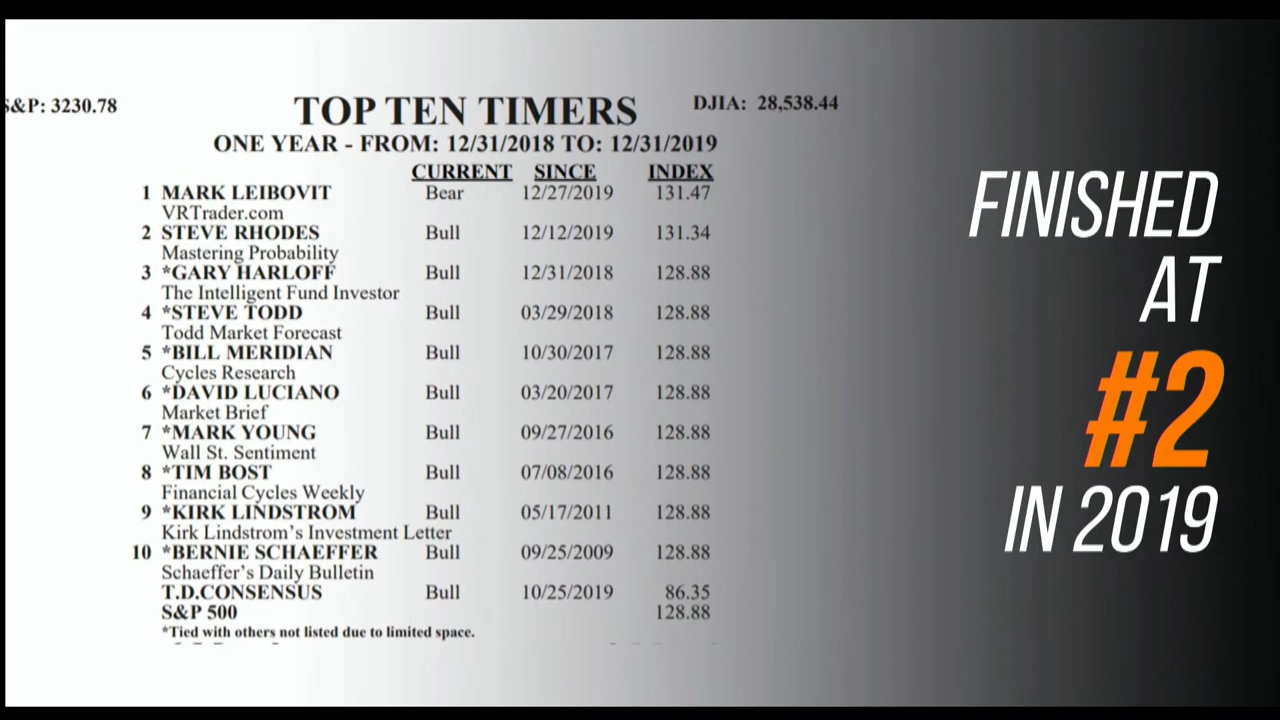 S&P: 3230.78
TOP TEN TIMERS
DJIA: 28,538.44
ONE YEAR - FROM: 12/31/2018 TO: 12/31/2019
CURRENT SINCE INDEX
1 MARK LEIBOVIT Bear 12/27/2019 131.47
VRTrader.com
2 STEVE RHODES Bull 12/12/2019 131.34
Mastering Probability
3 *GARY HARLOFF Bull 12/31/2018 128.88
The Intelligent Fund Investor
4 *STEVE TODD Bull 03/29/2018 128.88
Todd Market Forecast
5 *BILL MERIDIAN Bull 10/30/2017 128.88
Cycles Research
6 *DAVID LUCIANO Bull 03/20/2017 128.88
Market Brief
7 *MARK YOUNG Bull 09/27/2016 128.88
Wall St. Sentiment
8 *TIM BOST Bull 07/08/2016 128.88
Financial Cycles Weekly
9 *KIRK LINDSTROM Bull 05/17/2011 128.88
Kirk Lindstrom's Investment Letter
10 *BERNIE SCHAEFFER Bull 09/25/2009 128.88
Schaeffer's Daily Bulletin
T.D.CONSENSUS Bull 10/25/2019 86.35
S&P 500 128.88
*Tied with others not listed due to limited space.
FINISHED
AT
#2
IN 2019